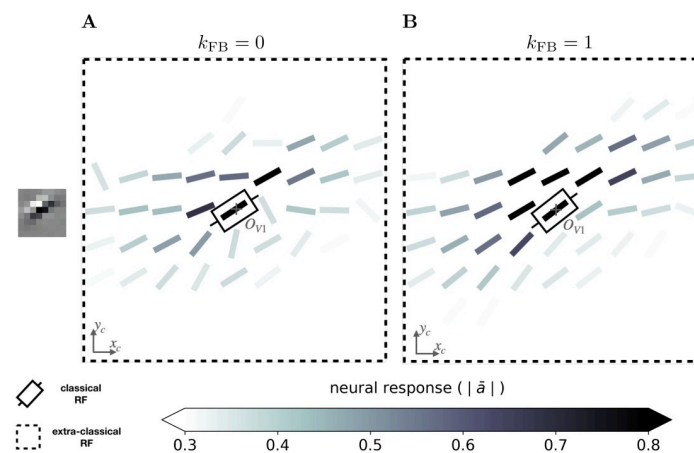 A
B
k_FB = 0
k_FB = 1
O_V1
O_V1
y_c
x_c
y_c
x_c
classical
RF
extra-classical
RF
neural response ( | ā | )
0.3 0.4 0.5 0.6 0.7 0.8